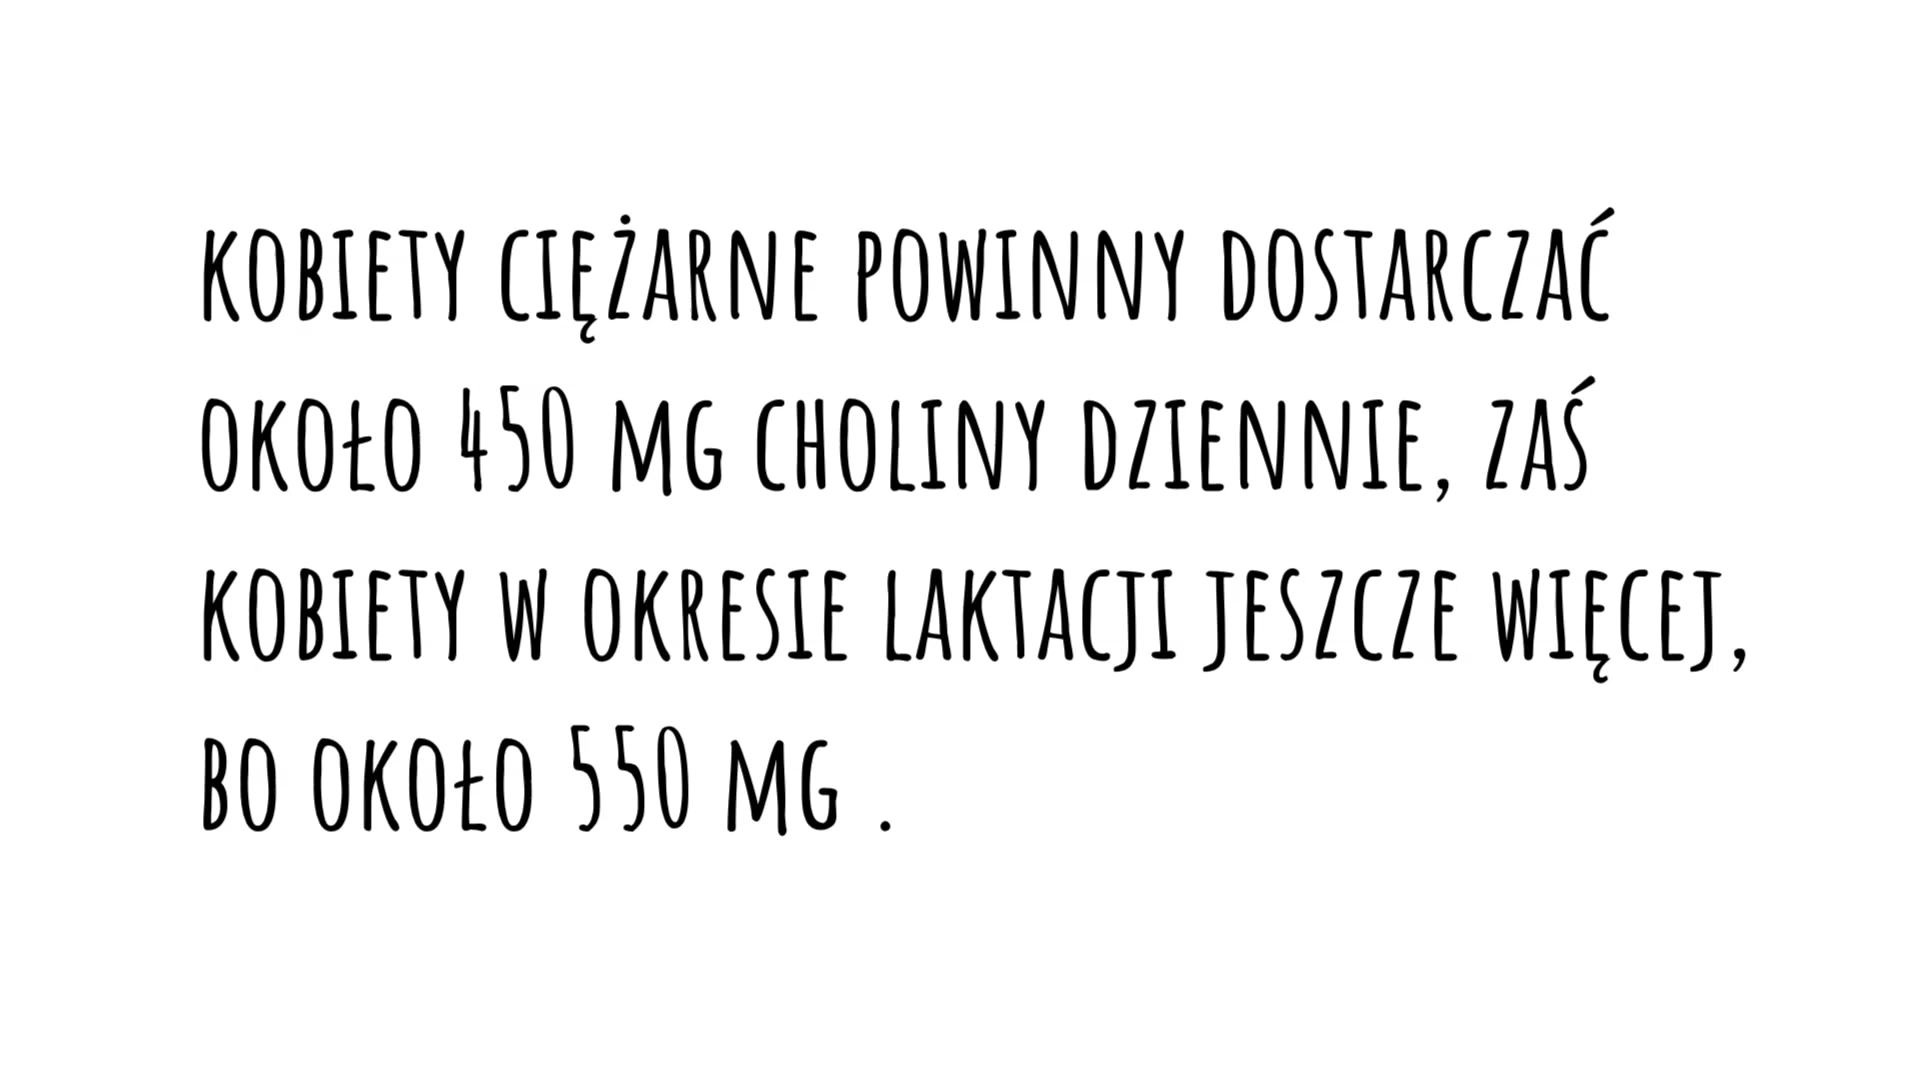 KOBIETY CIĘŻARNE POWINNY DOSTARCZAĆ
OKOŁO 450 MG CHOLINY DZIENNIE, ZAŚ
KOBIETY W OKRESIE LAKTACJI JESZCZE WIĘCEJ,
BO OKOŁO 550 MG .